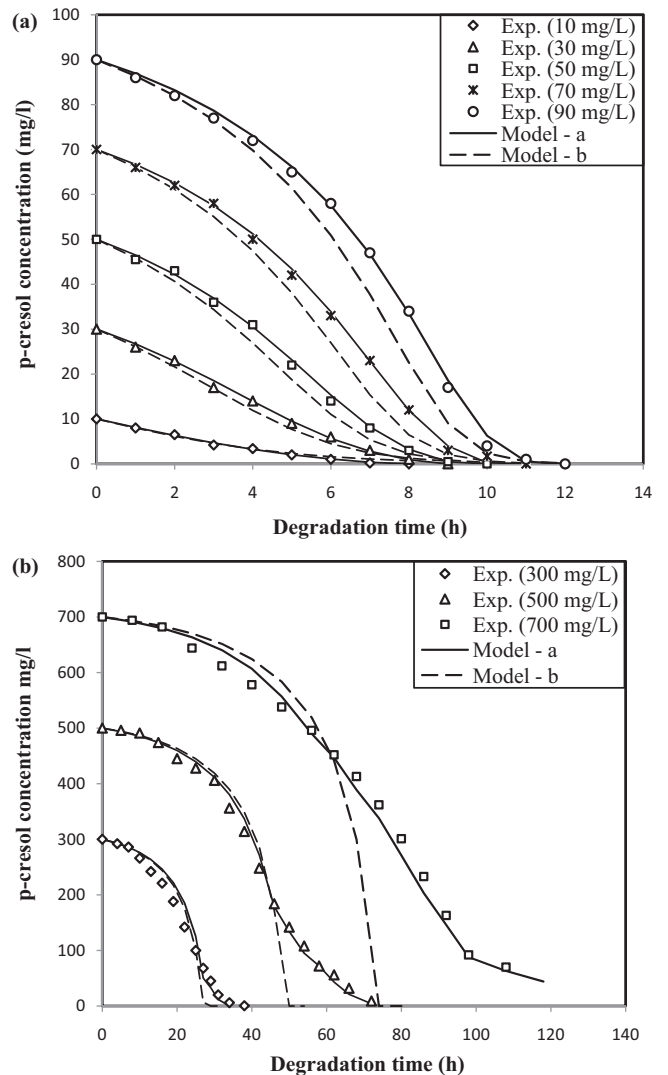 (a)
100
90
80
70
60
50
40
30
20
10
0
p-cresol concentration (mg/l)
Exp. (10 mg/L)
Exp. (30 mg/L)
Exp. (50 mg/L)
Exp. (70 mg/L)
Exp. (90 mg/L)
Model - a
Model - b
0 2 4 6 8 10 12 14
Degradation time (h)
(b)
800
700
600
500
400
300
200
100
0
p-cresol concentration mg/l
Exp. (300 mg/L)
Exp. (500 mg/L)
Exp. (700 mg/L)
Model - a
Model - b
0 20 40 60 80 100 120 140
Degradation time (h)